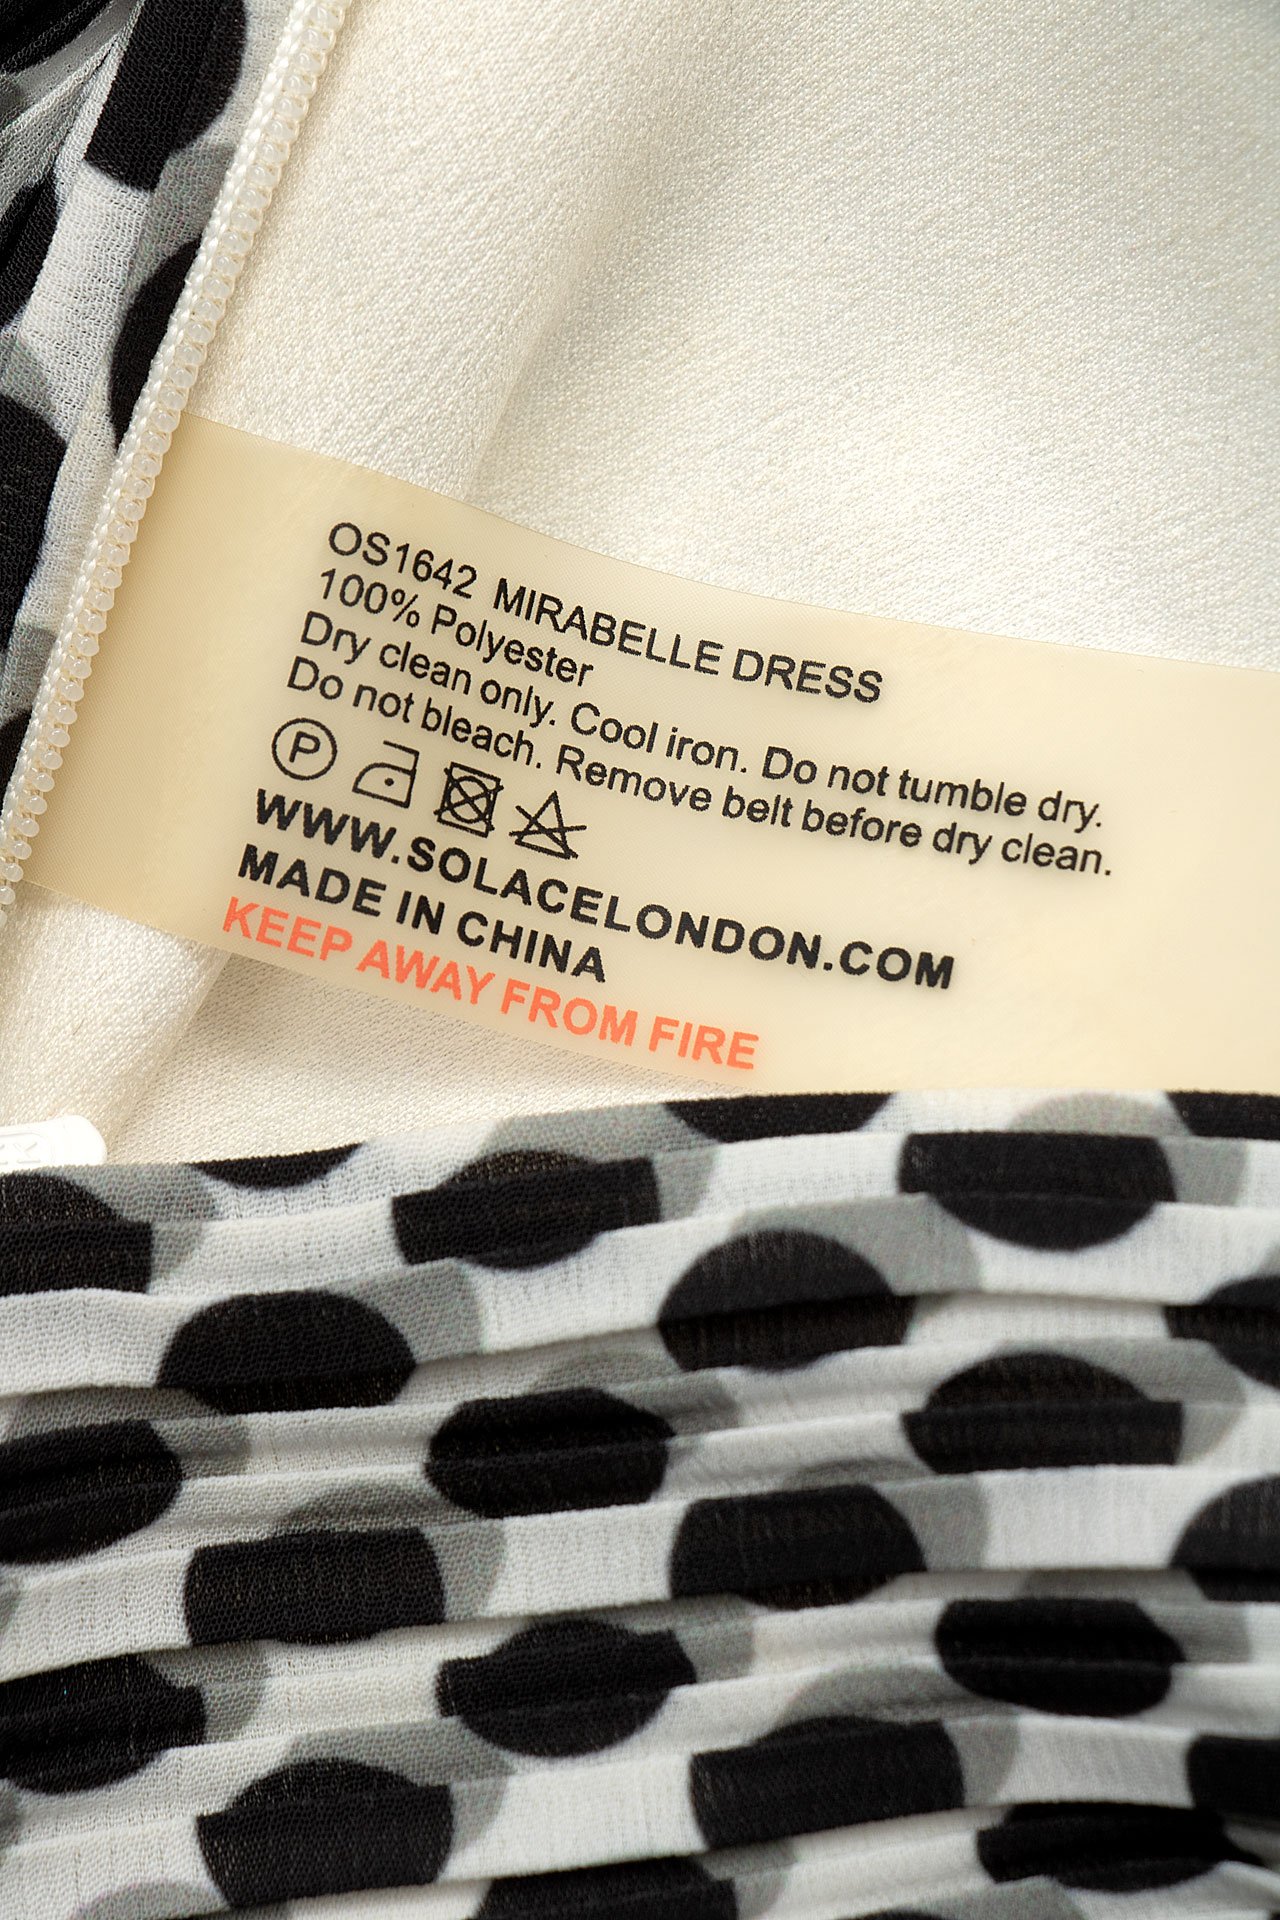 OS1642 MIRABELLE DRESS
100% Polyester
Dry clean only. Cool iron. Do not tumble dry.
Do not bleach. Remove belt before dry clean.
P
WWW.SOLACELONDON.COM
MADE IN CHINA
KEEP AWAY FROM FIRE